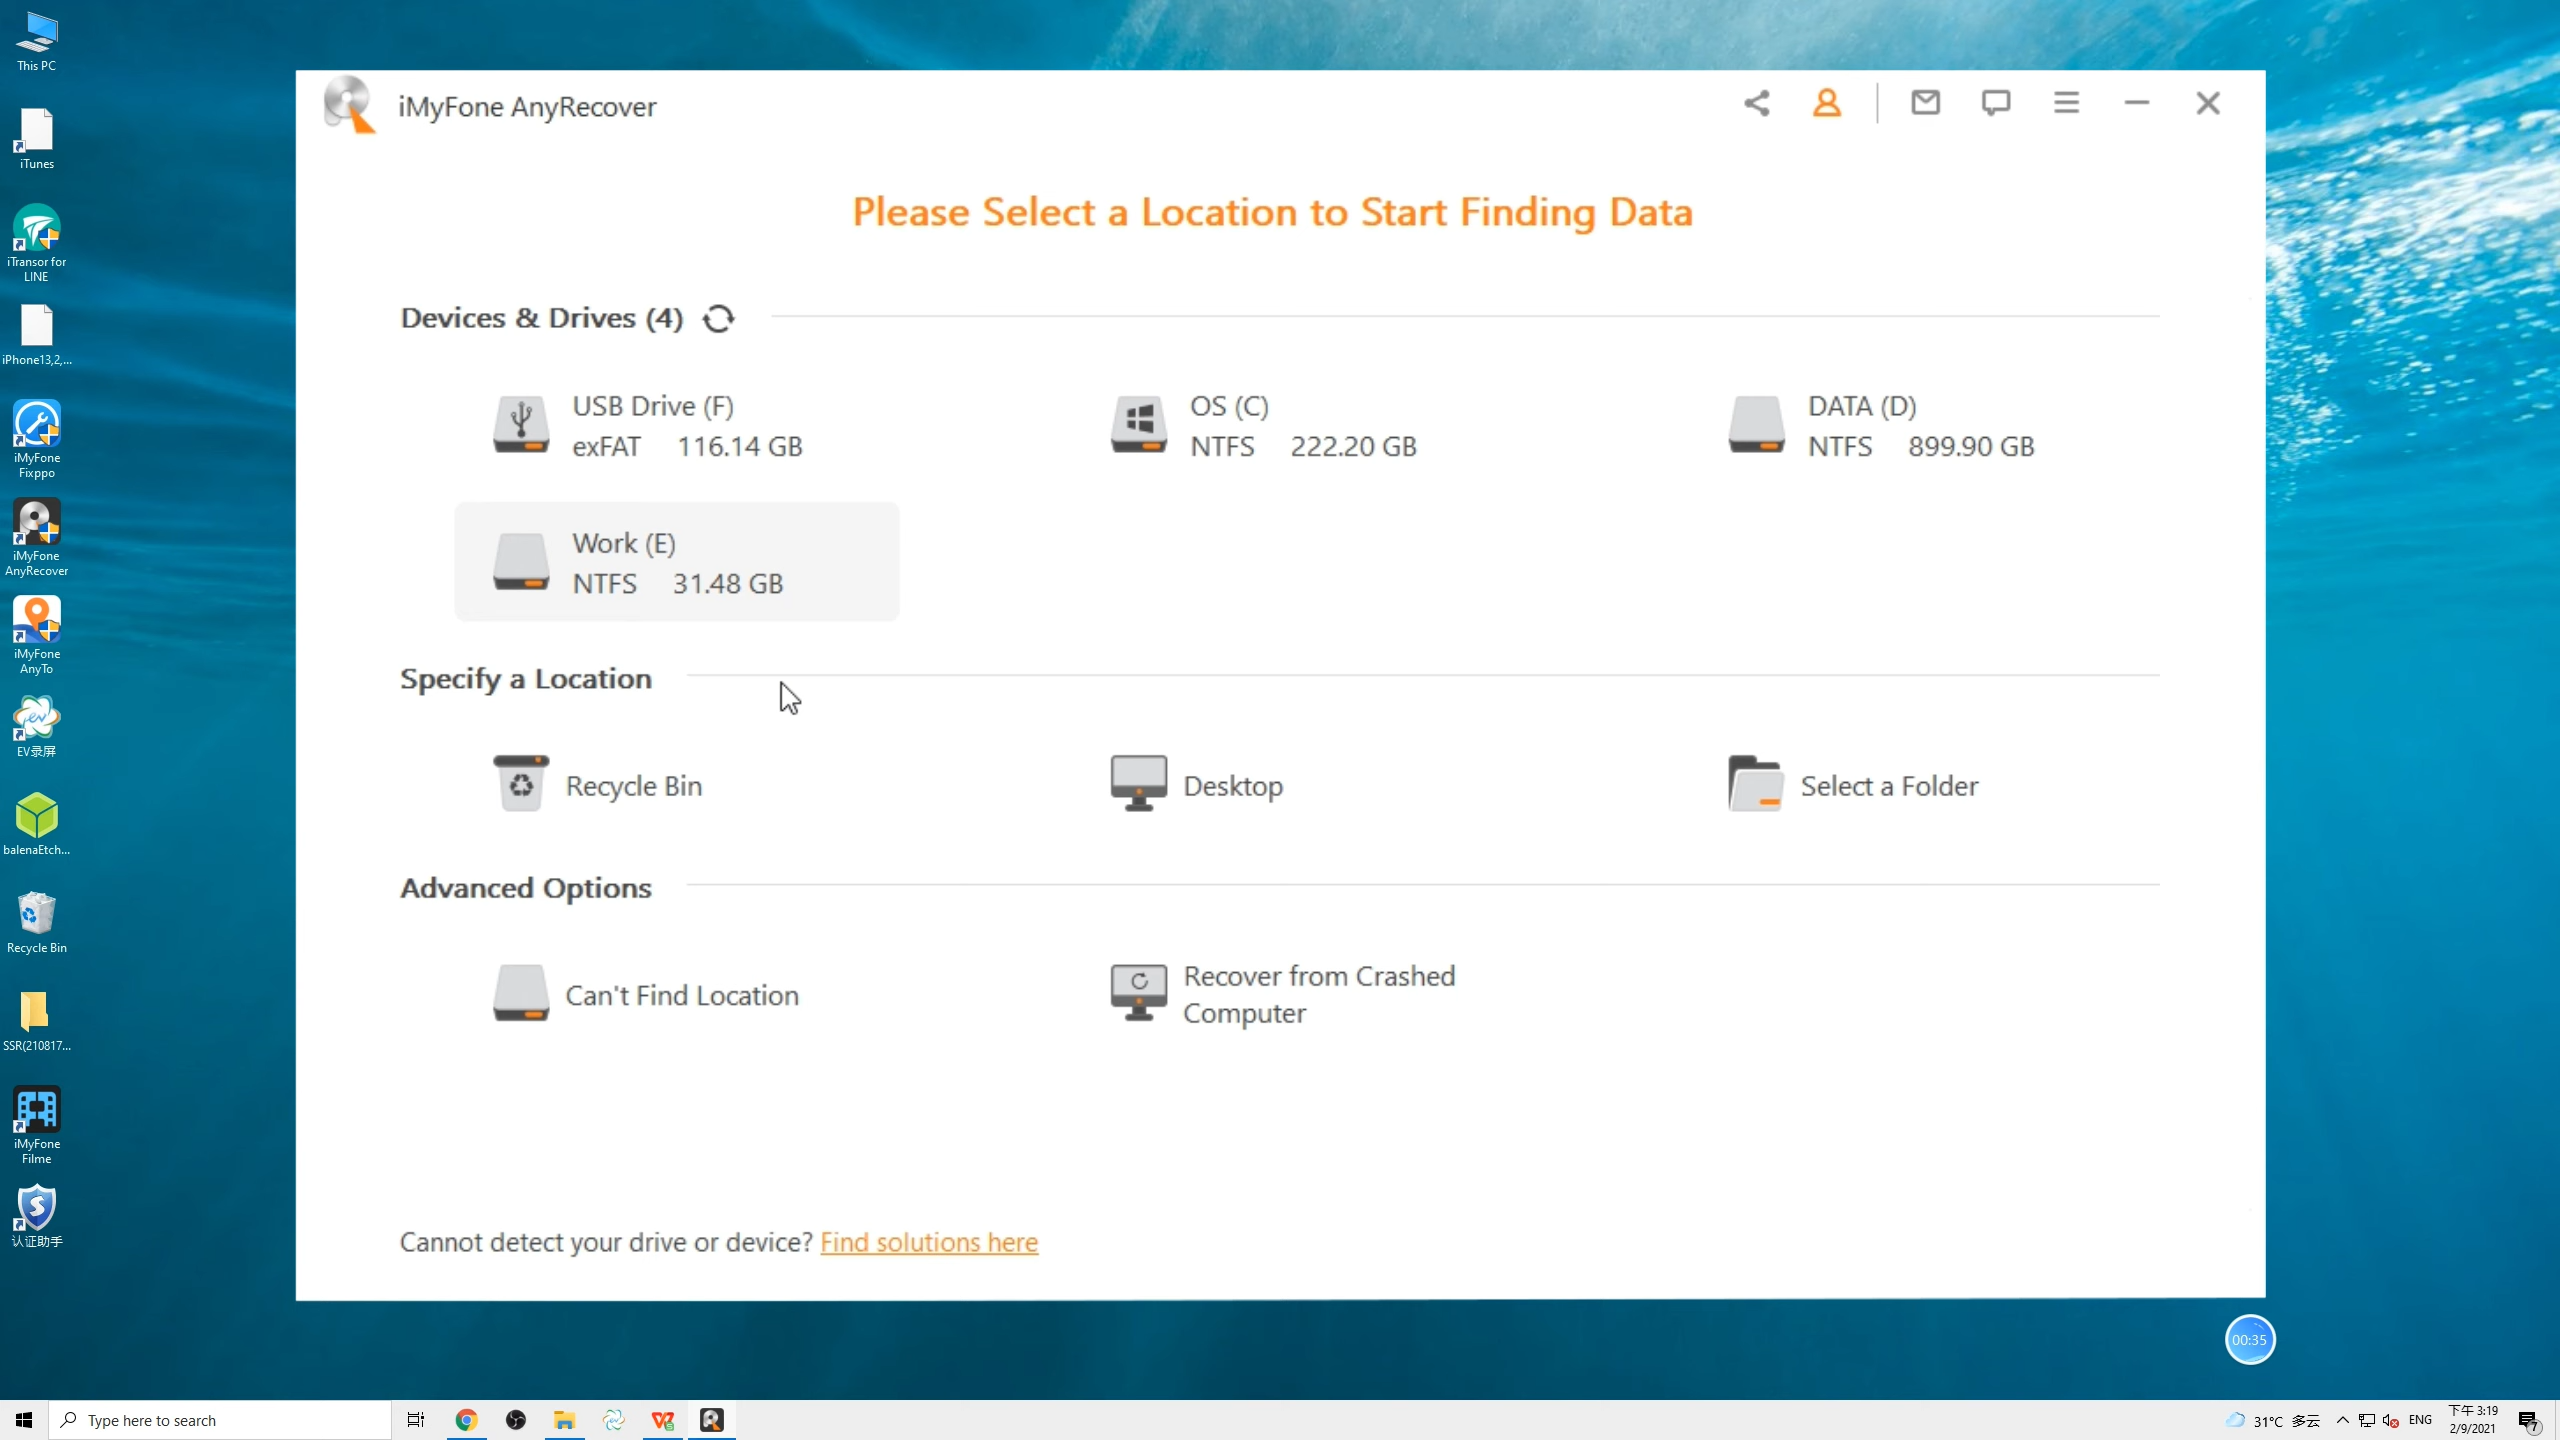 This PC
iTunes
iTransor for
LINE
iPhone13,2,...
iMyFone
Fixppo
iMyFone
AnyRecover
iMyFone
AnyTo
EV录屏
balenaEtch...
Recycle Bin
SSR(210817...
iMyFone
Filme
认证助手
iMyFone AnyRecover
Please Select a Location to Start Finding Data
Devices & Drives (4)
USB Drive (F)
exFAT 116.14 GB
OS (C)
NTFS 222.20 GB
DATA (D)
NTFS 899.90 GB
Work (E)
NTFS 31.48 GB
Specify a Location
Recycle Bin
Desktop
Select a Folder
Advanced Options
Can't Find Location
Recover from Crashed
Computer
Cannot detect your drive or device? Find solutions here
00:35
Type here to search
31°C 多云
ENG
下午 3:19
2/9/2021
7